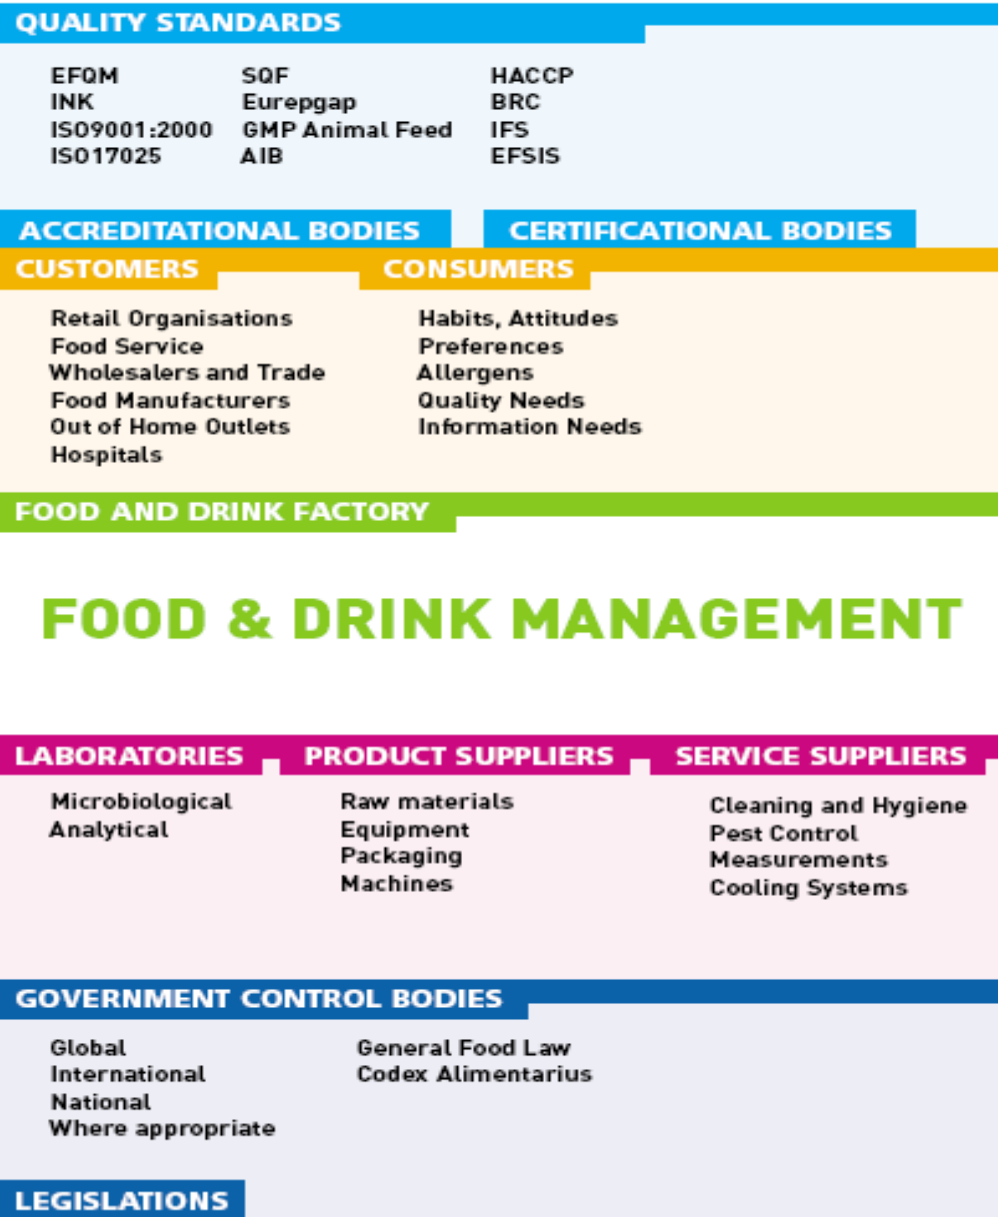 QUALITY STANDARDS
EFQM SQF HACCP
INK Eurepgap BRC
ISO9001:2000 GMP Animal Feed IFS
ISO17025 AIB EFSIS
ACCREDITATIONAL BODIES CERTIFICATIONAL BODIES
CUSTOMERS CONSUMERS
Retail Organisations Habits, Attitudes
Food Service Preferences
Wholesalers and Trade Allergens
Food Manufacturers Quality Needs
Out of Home Outlets Information Needs
Hospitals
FOOD AND DRINK FACTORY
FOOD & DRINK MANAGEMENT
LABORATORIES PRODUCT SUPPLIERS SERVICE SUPPLIERS
Microbiological Raw materials Cleaning and Hygiene
Analytical Equipment Pest Control
Packaging Measurements
Machines Cooling Systems
GOVERNMENT CONTROL BODIES
Global General Food Law
International Codex Alimentarius
National
Where appropriate
LEGISLATIONS